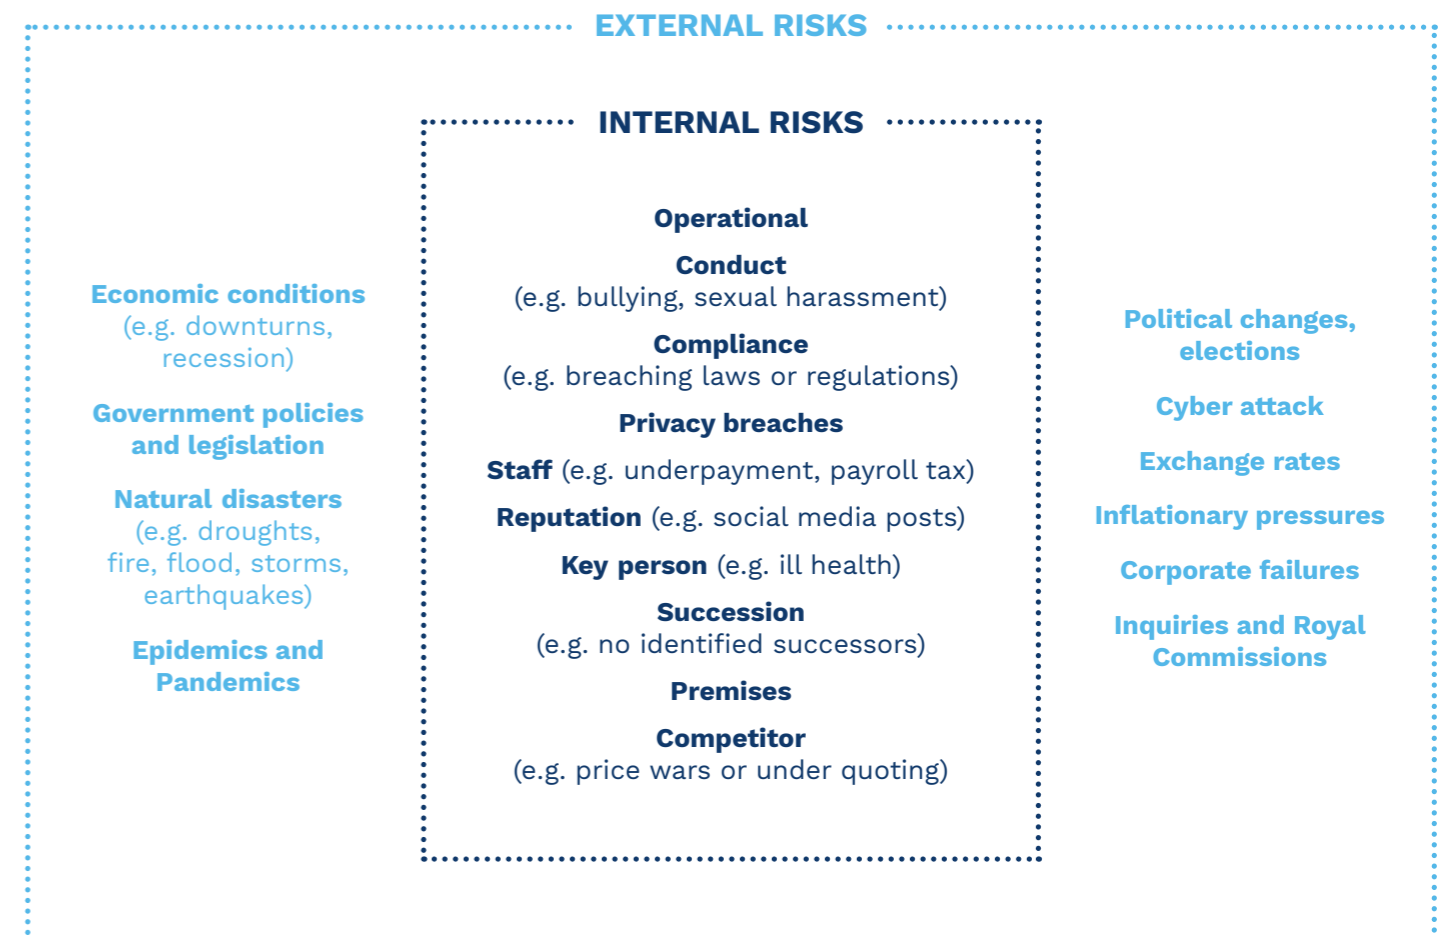 EXTERNAL RISKS
INTERNAL RISKS
Economic conditions
(e.g. downturns,
recession)
Government policies
and legislation
Natural disasters
(e.g. droughts,
fire, flood, storms,
earthquakes)
Epidemics and
Pandemics
Operational
Conduct
(e.g. bullying, sexual harassment)
Compliance
(e.g. breaching laws or regulations)
Privacy breaches
Staff (e.g. underpayment, payroll tax)
Reputation (e.g. social media posts)
Key person (e.g. ill health)
Succession
(e.g. no identified successors)
Premises
Competitor
(e.g. price wars or under quoting)
Political changes,
elections
Cyber attack
Exchange rates
Inflationary pressures
Corporate failures
Inquiries and Royal
Commissions